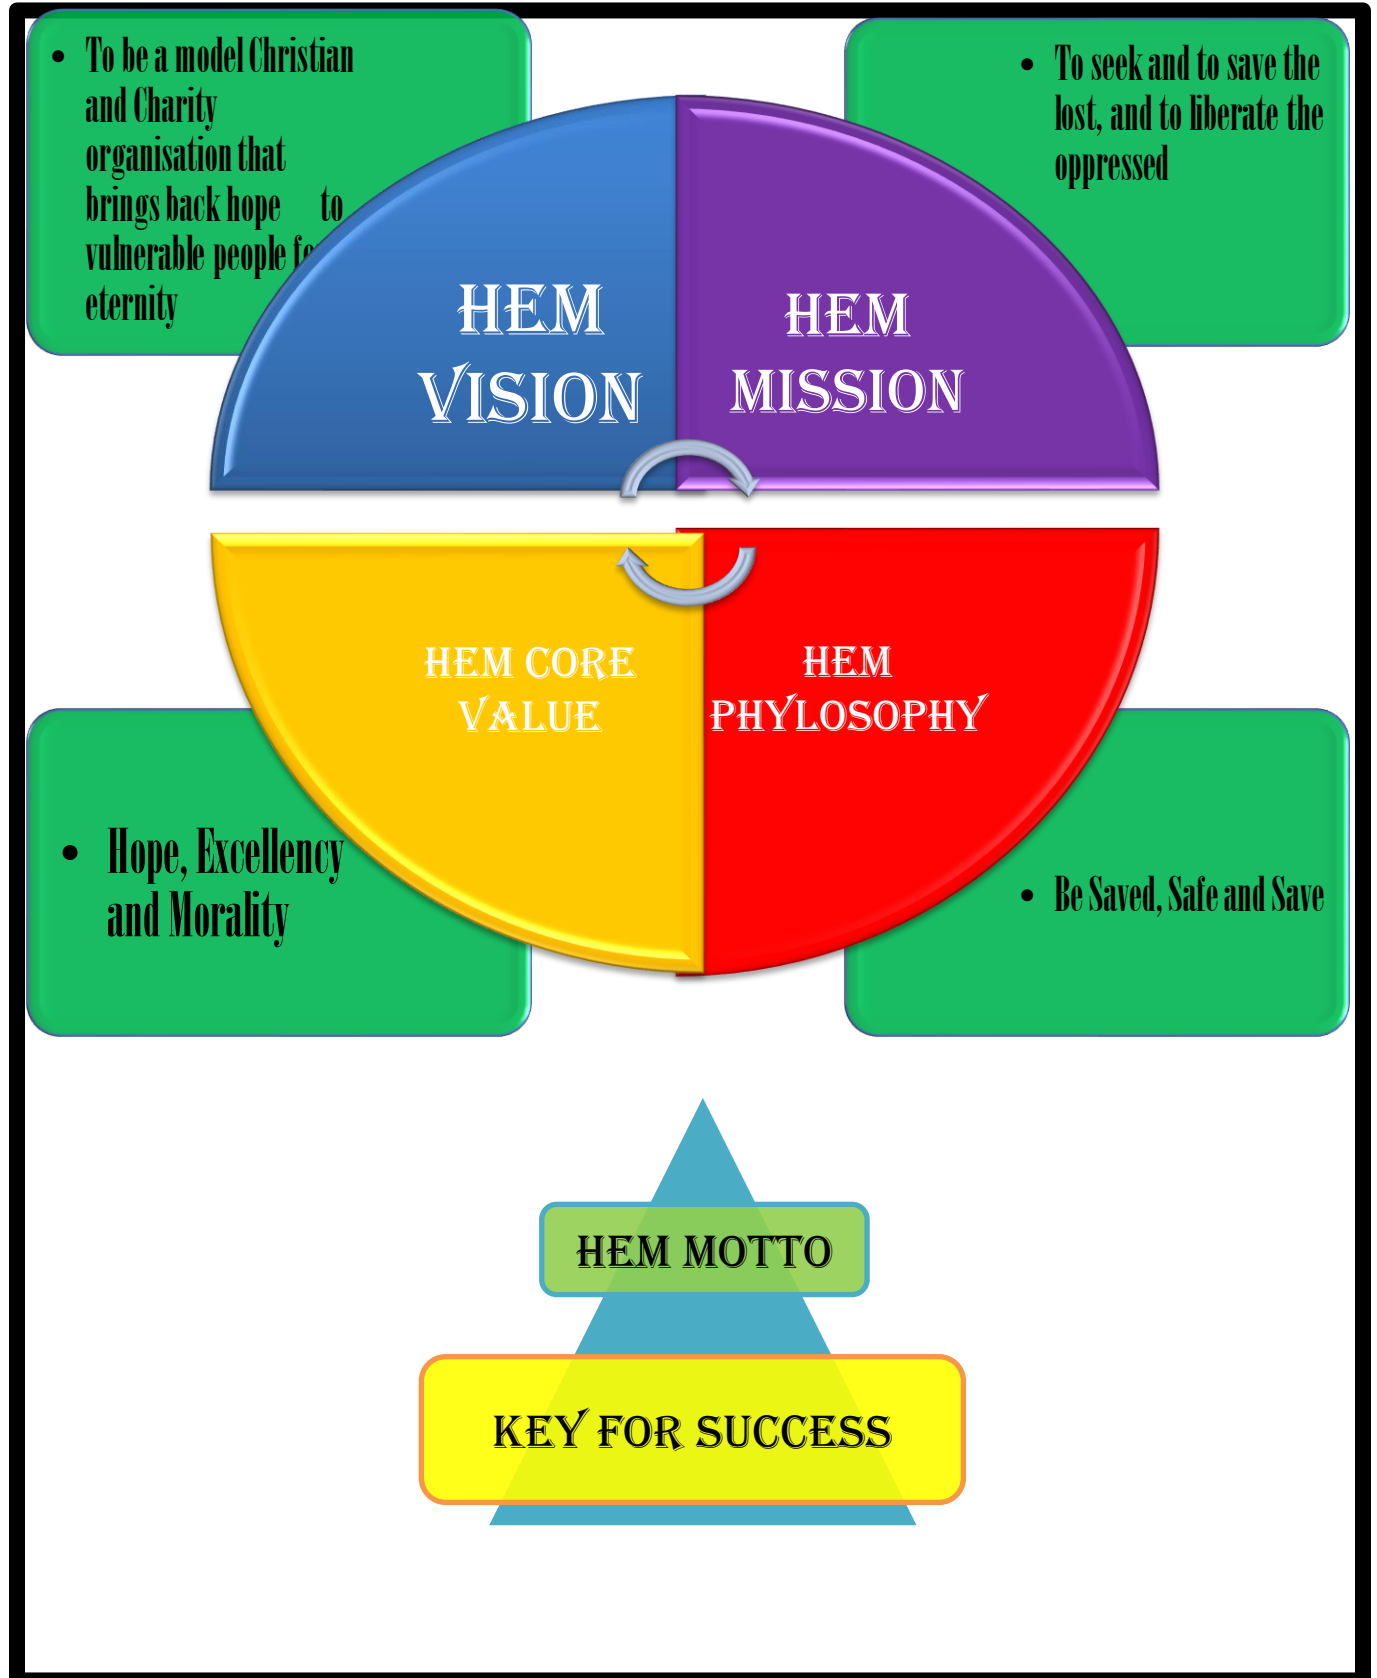 • To be a model Christian
and Charity
organisation that
brings back hope to
vulnerable people
eternity
• To seek and to save the
lost, and to liberate the
oppressed
HEM
VISION
HEM
MISSION
HEM CORE
VALUE
HEM
PHYLOSOPHY
• Hope, Excellency
and Morality
• Be Saved, Safe and Save
HEM MOTTO
KEY FOR SUCCESS